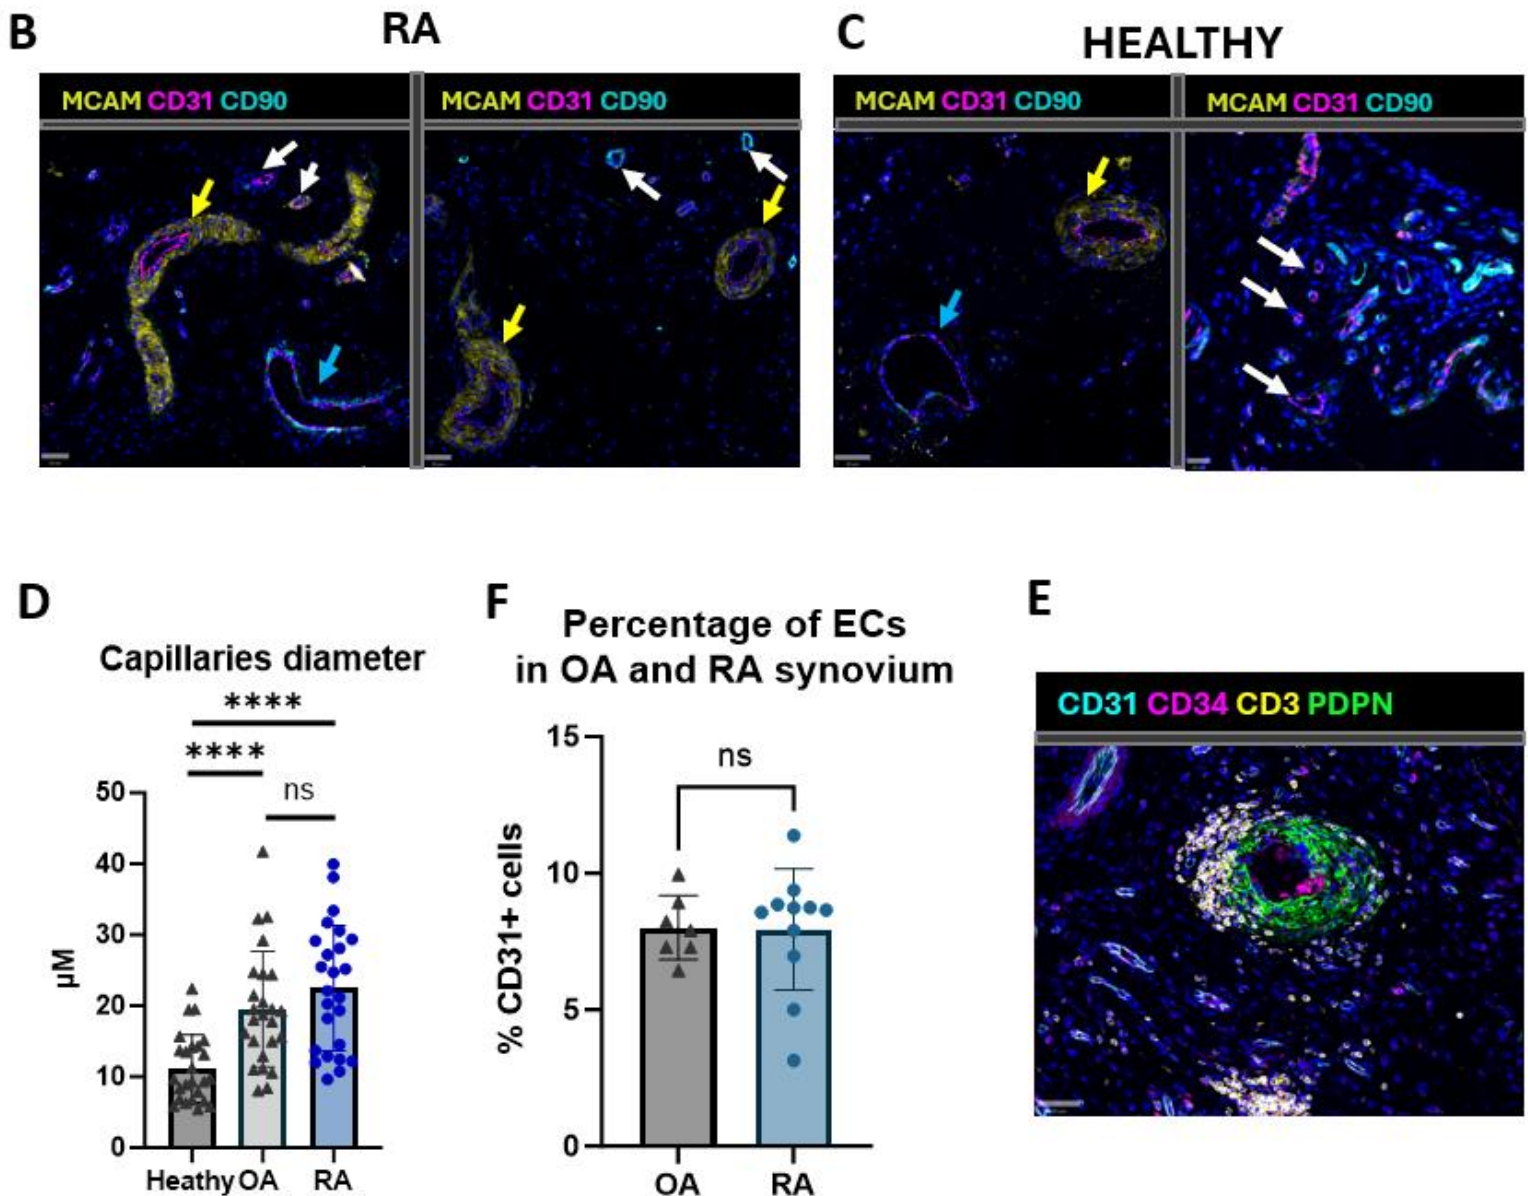 B
RA
MCAM CD31 CD90
MCAM CD31 CD90
C
HEALTHY
MCAM CD31 CD90
MCAM CD31 CD90
D
Capillaries diameter
****
****
ns
50
40
30
20
10
0
µM
Heathy OA RA
F
Percentage of ECs
in OA and RA synovium
ns
15
10
5
0
% CD31+ cells
OA RA
E
CD31 CD34 CD3 PDPN